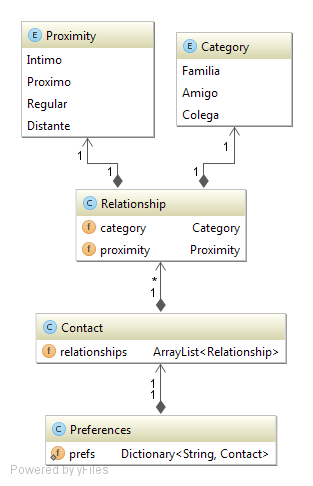 E Proximity
Intimo
Proximo
Regular
Distante
E Category
Familia
Amigo
Colega
1
1
1
1
C Relationship
f category Category
f proximity Proximity
*
1
C Contact
f relationships ArrayList<Relationship>
1
1
C Preferences
f prefs Dictionary<String, Contact>
Powered by yFiles